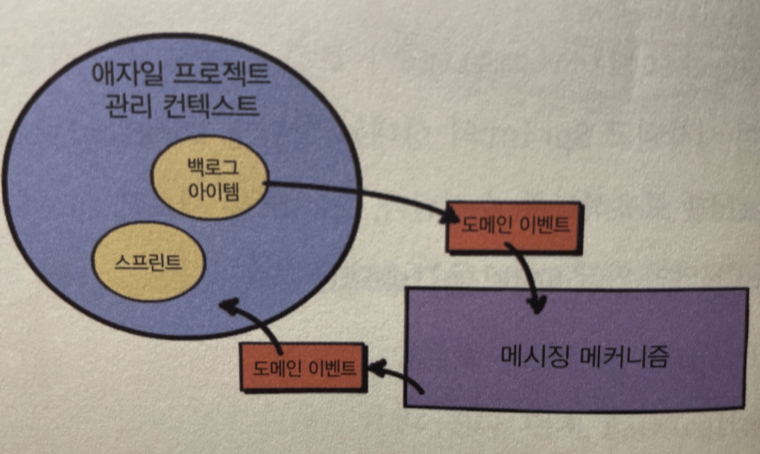 애자일 프로젝트
관리 컨텍스트
백로그
아이템
스프린트
도메인 이벤트
메시징 메커니즘
도메인 이벤트